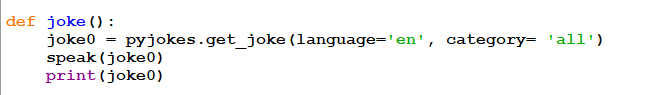 def joke():
    joke0 = pyjokes.get_joke(language='en', category= 'all')
    speak(joke0)
    print(joke0)